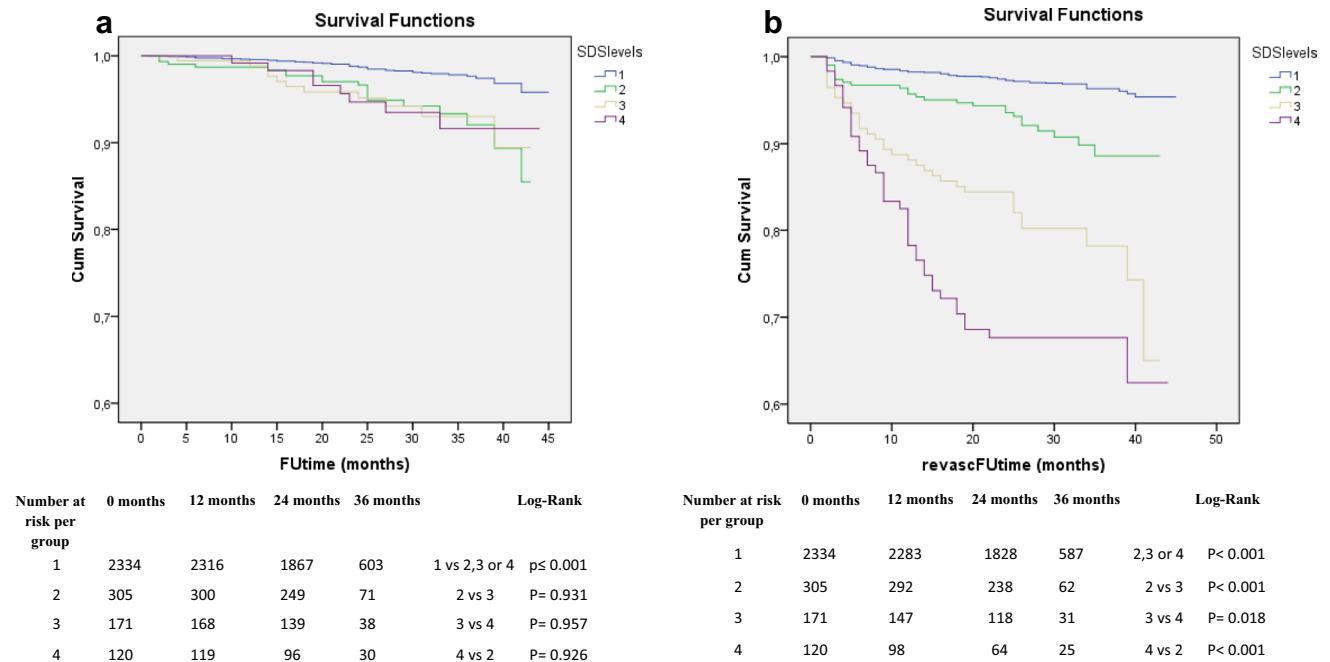 a
Survival Functions
Cum Survival
1,0
0,9
0,8
0,7
0,6
0 5 10 15 20 25 30 35 40 45
FUtime (months)
SDSlevels
1
2
3
4
Number at risk per group 0 months 12 months 24 months 36 months Log-Rank
1 2334 2316 1867 603 1 vs 2,3 or 4 p≤ 0.001
2 305 300 249 71 2 vs 3 P= 0.931
3 171 168 139 38 3 vs 4 P= 0.957
4 120 119 96 30 4 vs 2 P= 0.926
b
Survival Functions
Cum Survival
1,0
0,9
0,8
0,7
0,6
0 10 20 30 40 50
revascFUtime (months)
SDSlevels
1
2
3
4
Number at risk per group 0 months 12 months 24 months 36 months Log-Rank
1 2334 2283 1828 587 2,3 or 4 P< 0.001
2 305 292 238 62 2 vs 3 P< 0.001
3 171 147 118 31 3 vs 4 P= 0.018
4 120 98 64 25 4 vs 2 P< 0.001